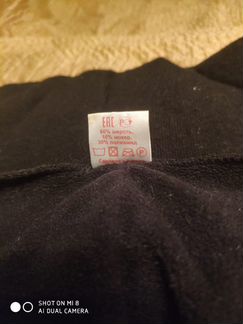 EAC
60% шерсть,
10% мохер,
30% полиамид
SHOT ON MI 8
AI DUAL CAMERA